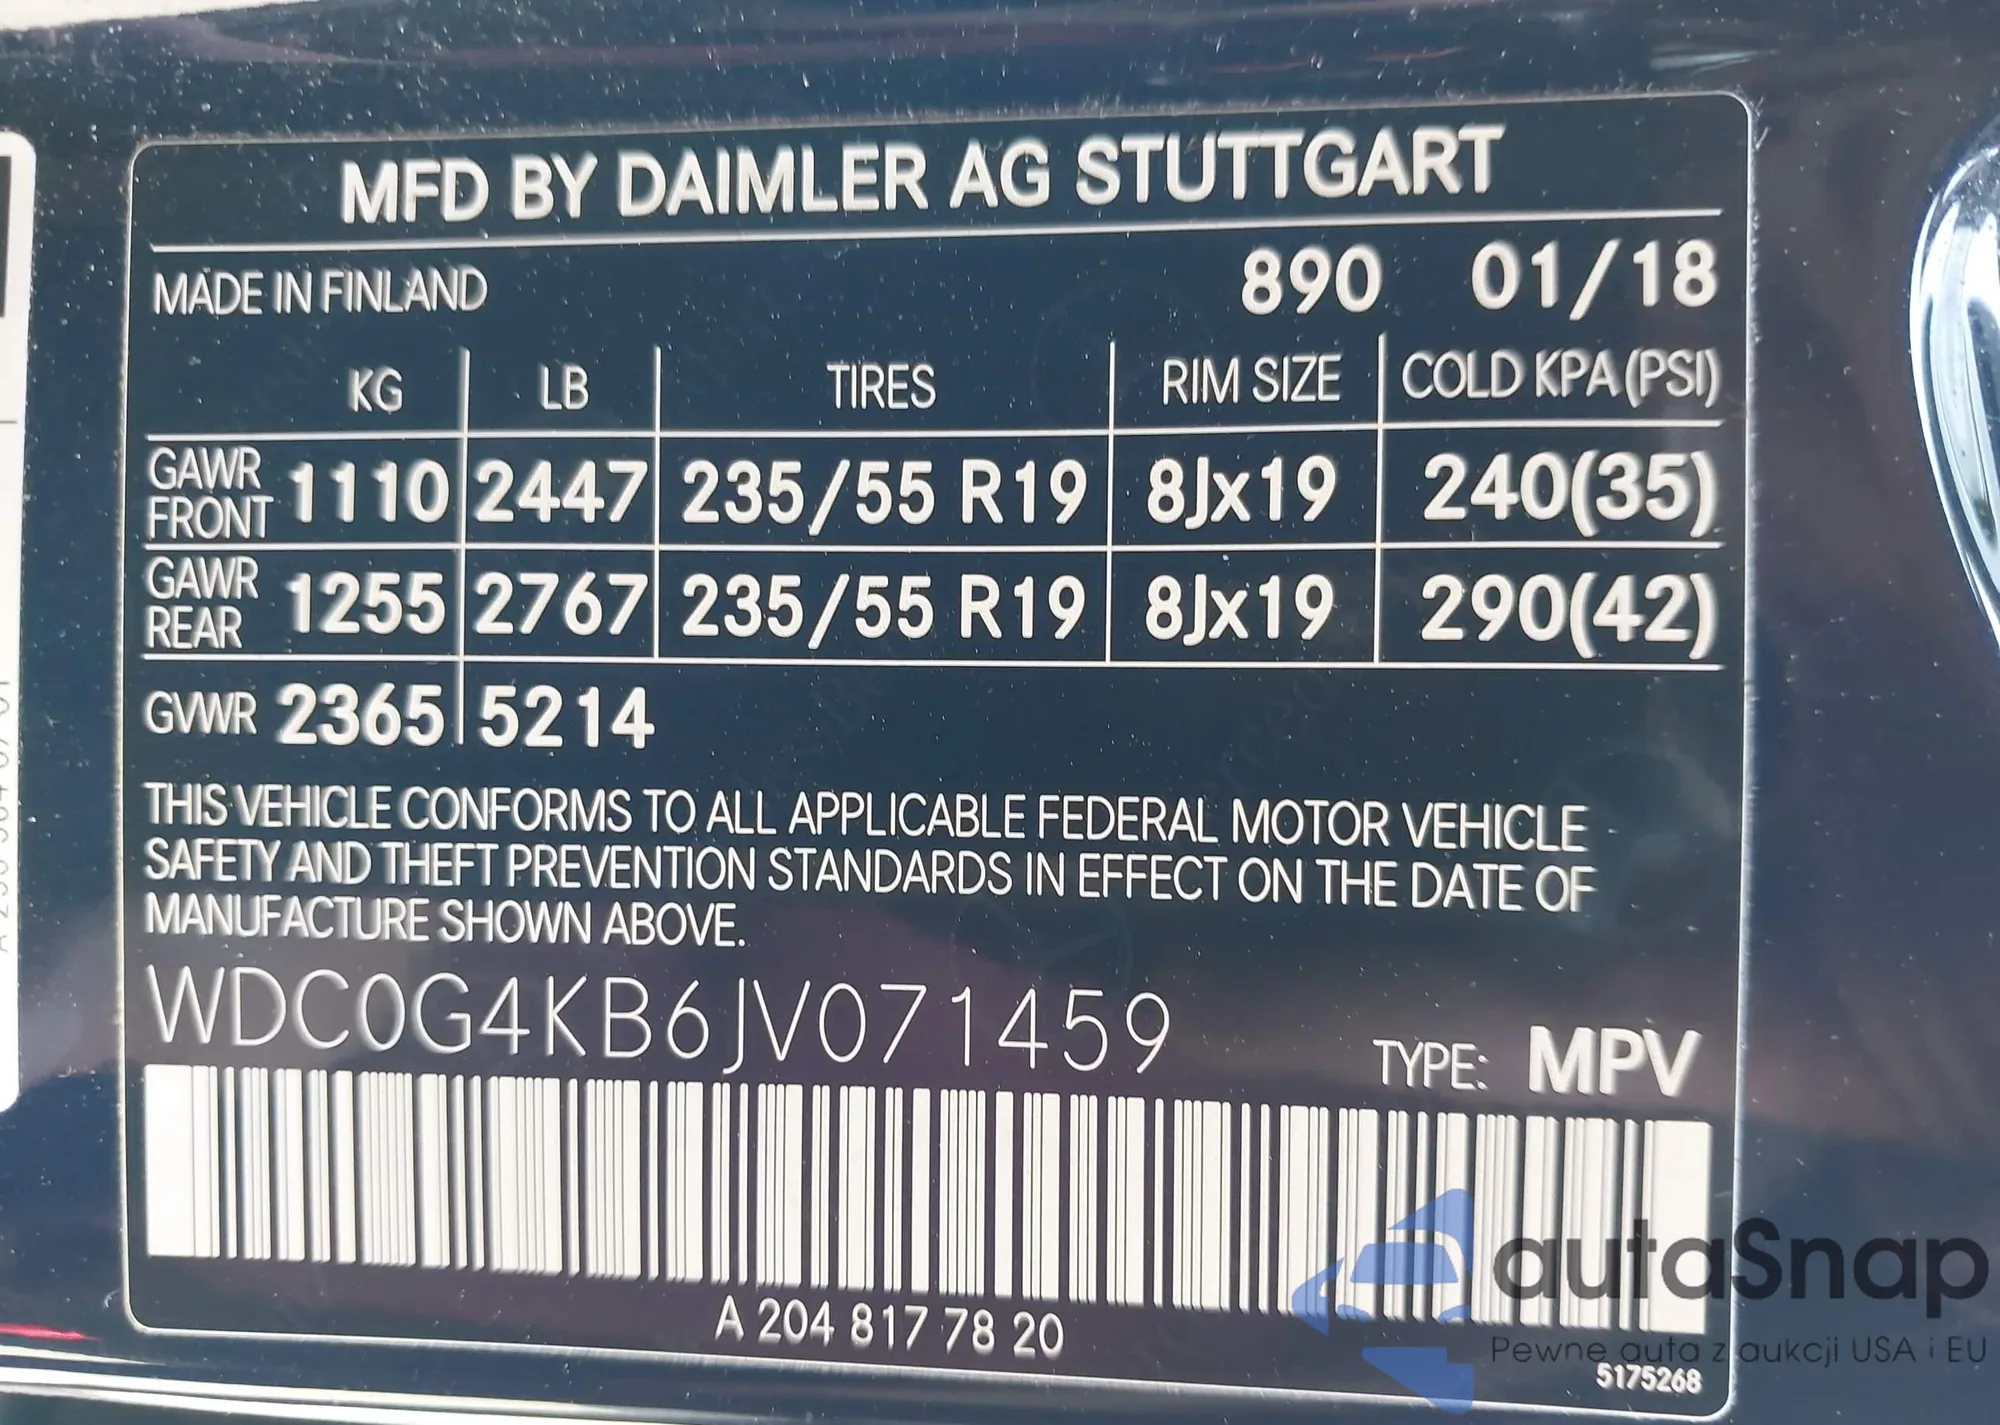 MFD BY DAIMLER AG STUTTGART
MADE IN FINLAND 890 01/18
KG LB TIRES RIM SIZE COLD KPA (PSI)
GAWR FRONT 1110 2447 235/55 R19 8Jx19 240(35)
GAWR REAR 1255 2767 235/55 R19 8Jx19 290(42)
GVWR 2365 5214
THIS VEHICLE CONFORMS TO ALL APPLICABLE FEDERAL MOTOR VEHICLE
SAFETY AND THEFT PREVENTION STANDARDS IN EFFECT ON THE DATE OF
MANUFACTURE SHOWN ABOVE.
WDC0G4KB6JV071459
TYPE: MPV
A 204 817 78 20
5175268
autaSnap
Pewne auta z aukcji USA i EU